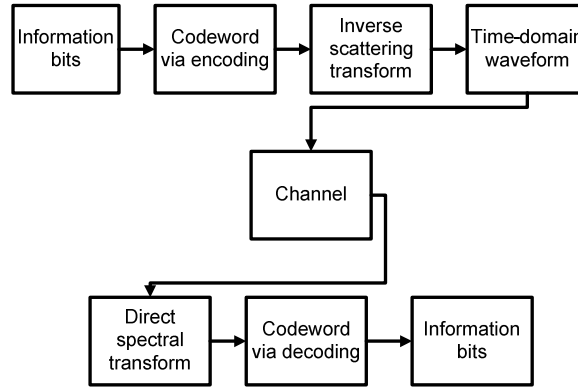 Information
bits
Codeword
via encoding
Inverse
scattering
transform
Time-domain
waveform
Channel
Direct
spectral
transform
Codeword
via decoding
Information
bits